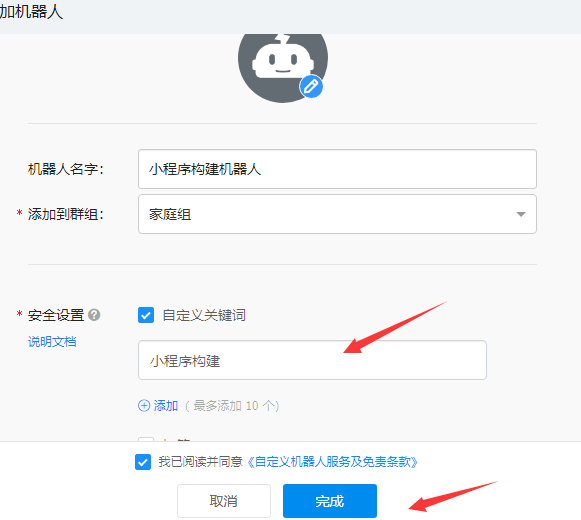 加机器人
机器人名字：
小程序构建机器人
* 添加到群组：
家庭组
* 安全设置 ?
自定义关键词
说明文档
小程序构建
添加（最多添加 10 个）
我已阅读并同意《自定义机器人服务及免责条款》
取消
完成